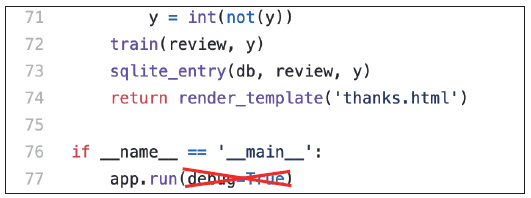 71 y = int(not(y))
72 train(review, y)
73 sqlite_entry(db, review, y)
74 return render_template('thanks.html')
75
76 if __name__ == '__main__':
77 app.run(debug=True)